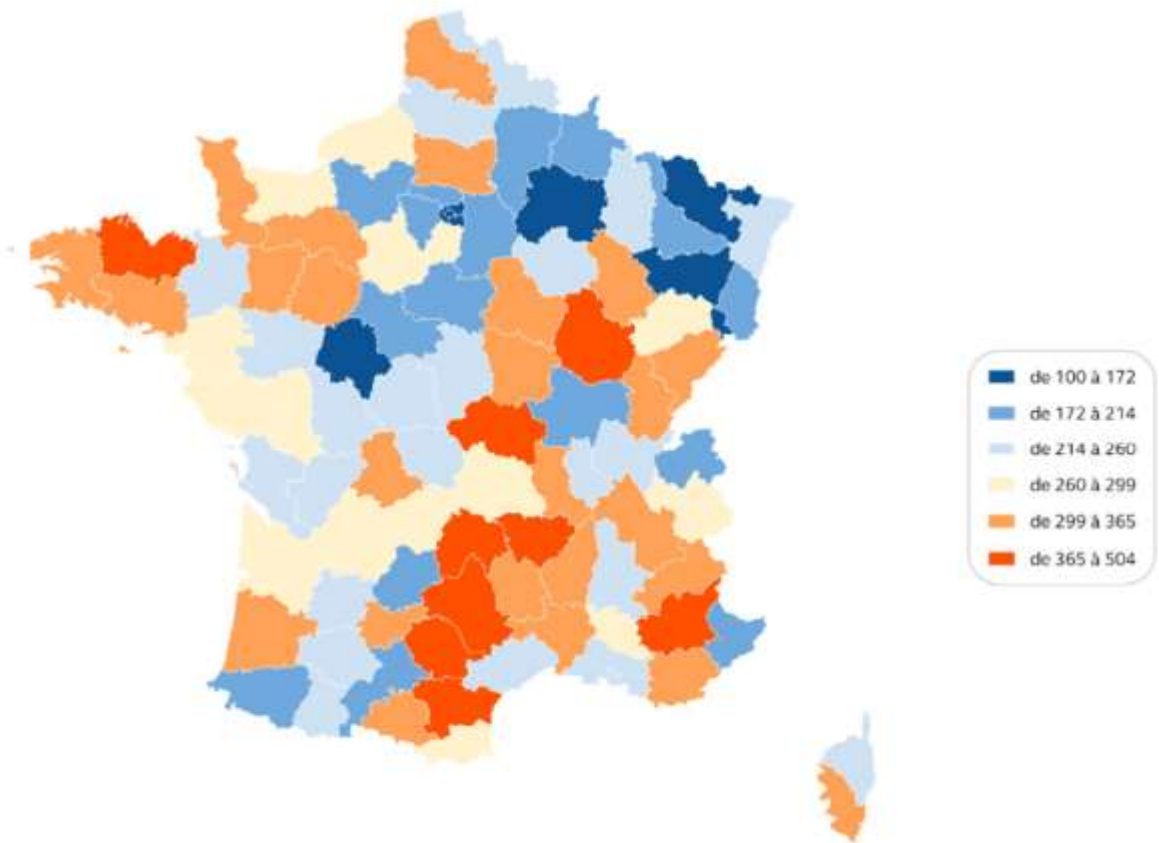 de 100 à 172
de 172 à 214
de 214 à 260
de 260 à 299
de 299 à 365
de 365 à 504